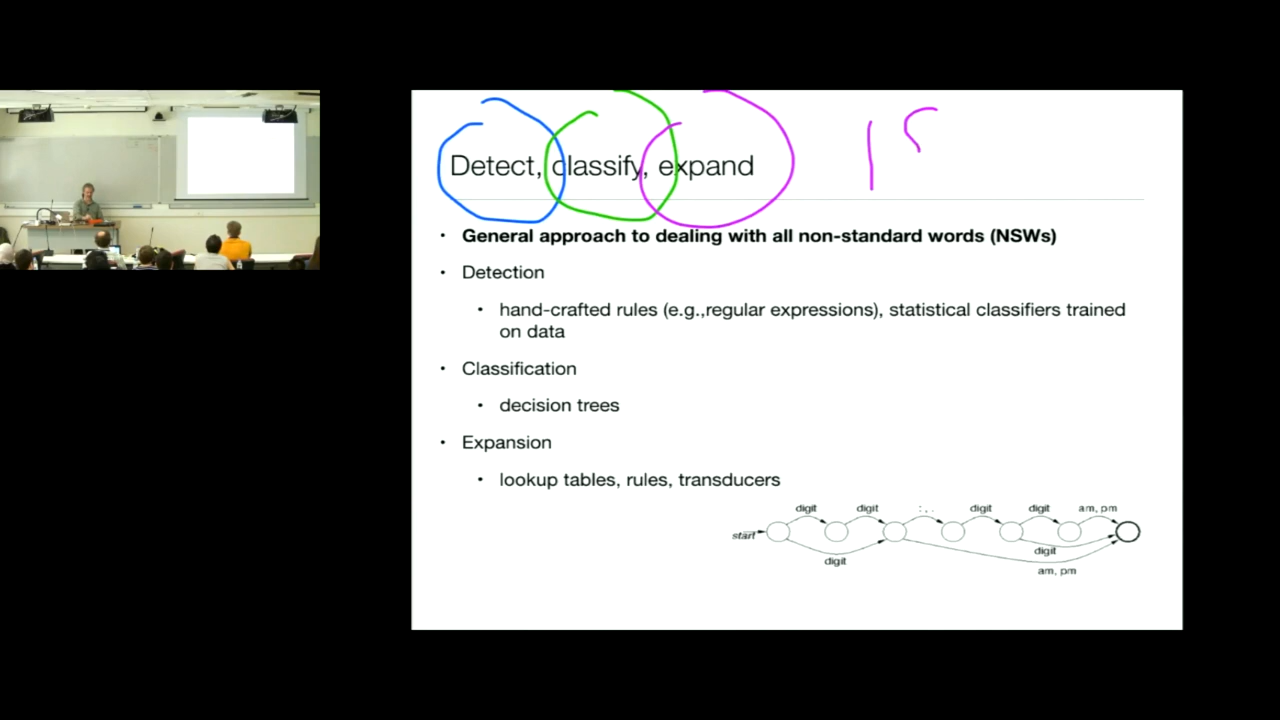 Detect, classify, expand
• General approach to dealing with all non-standard words (NSWs)
• Detection
• hand-crafted rules (e.g.,regular expressions), statistical classifiers trained
on data
• Classification
• decision trees
• Expansion
• lookup tables, rules, transducers
digit digit : , . digit digit am, pm
start
digit digit
am, pm